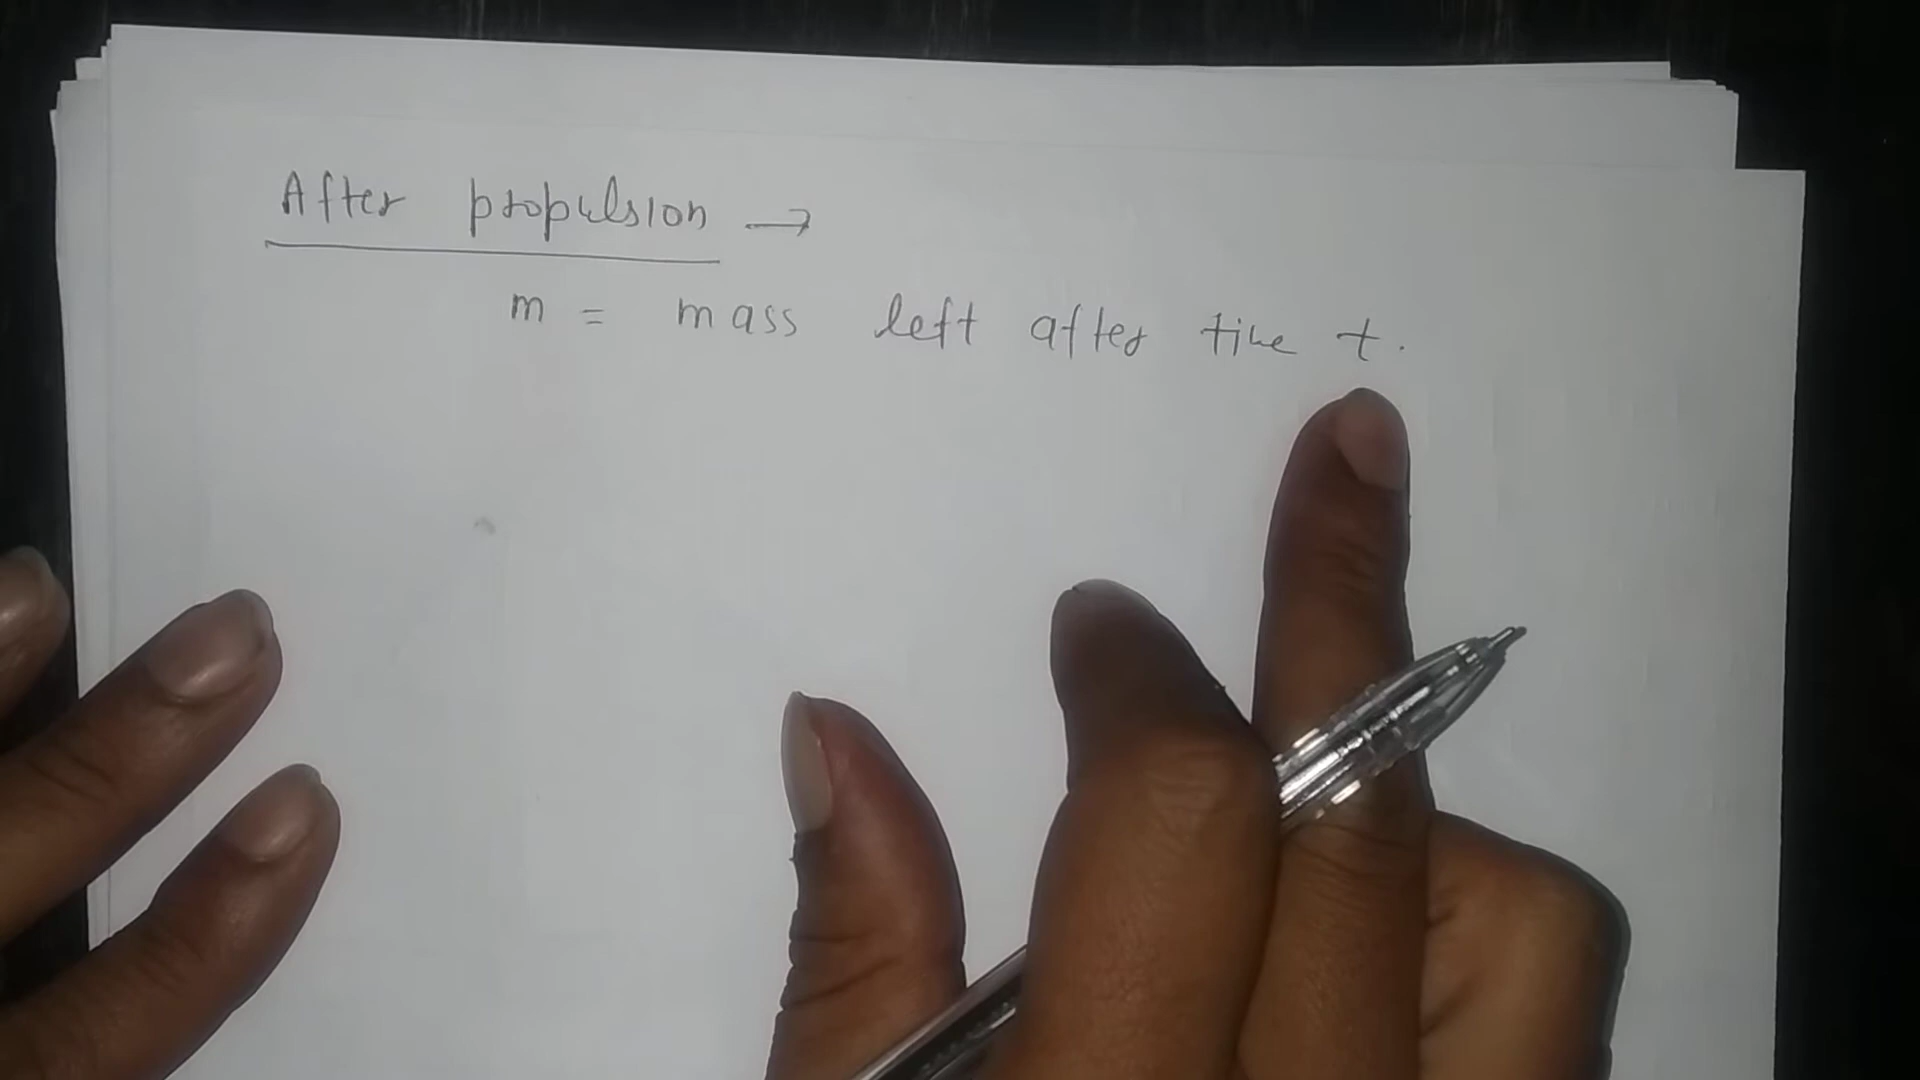 After propulsion →
m = mass left after time t.